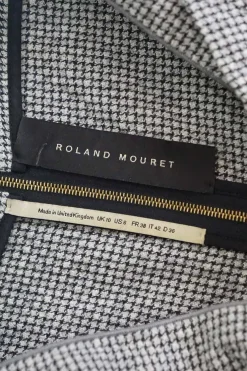 ROLAND MOURET
Made in United Kingdom UK 10 US 6 FR 38 IT 42 D 36